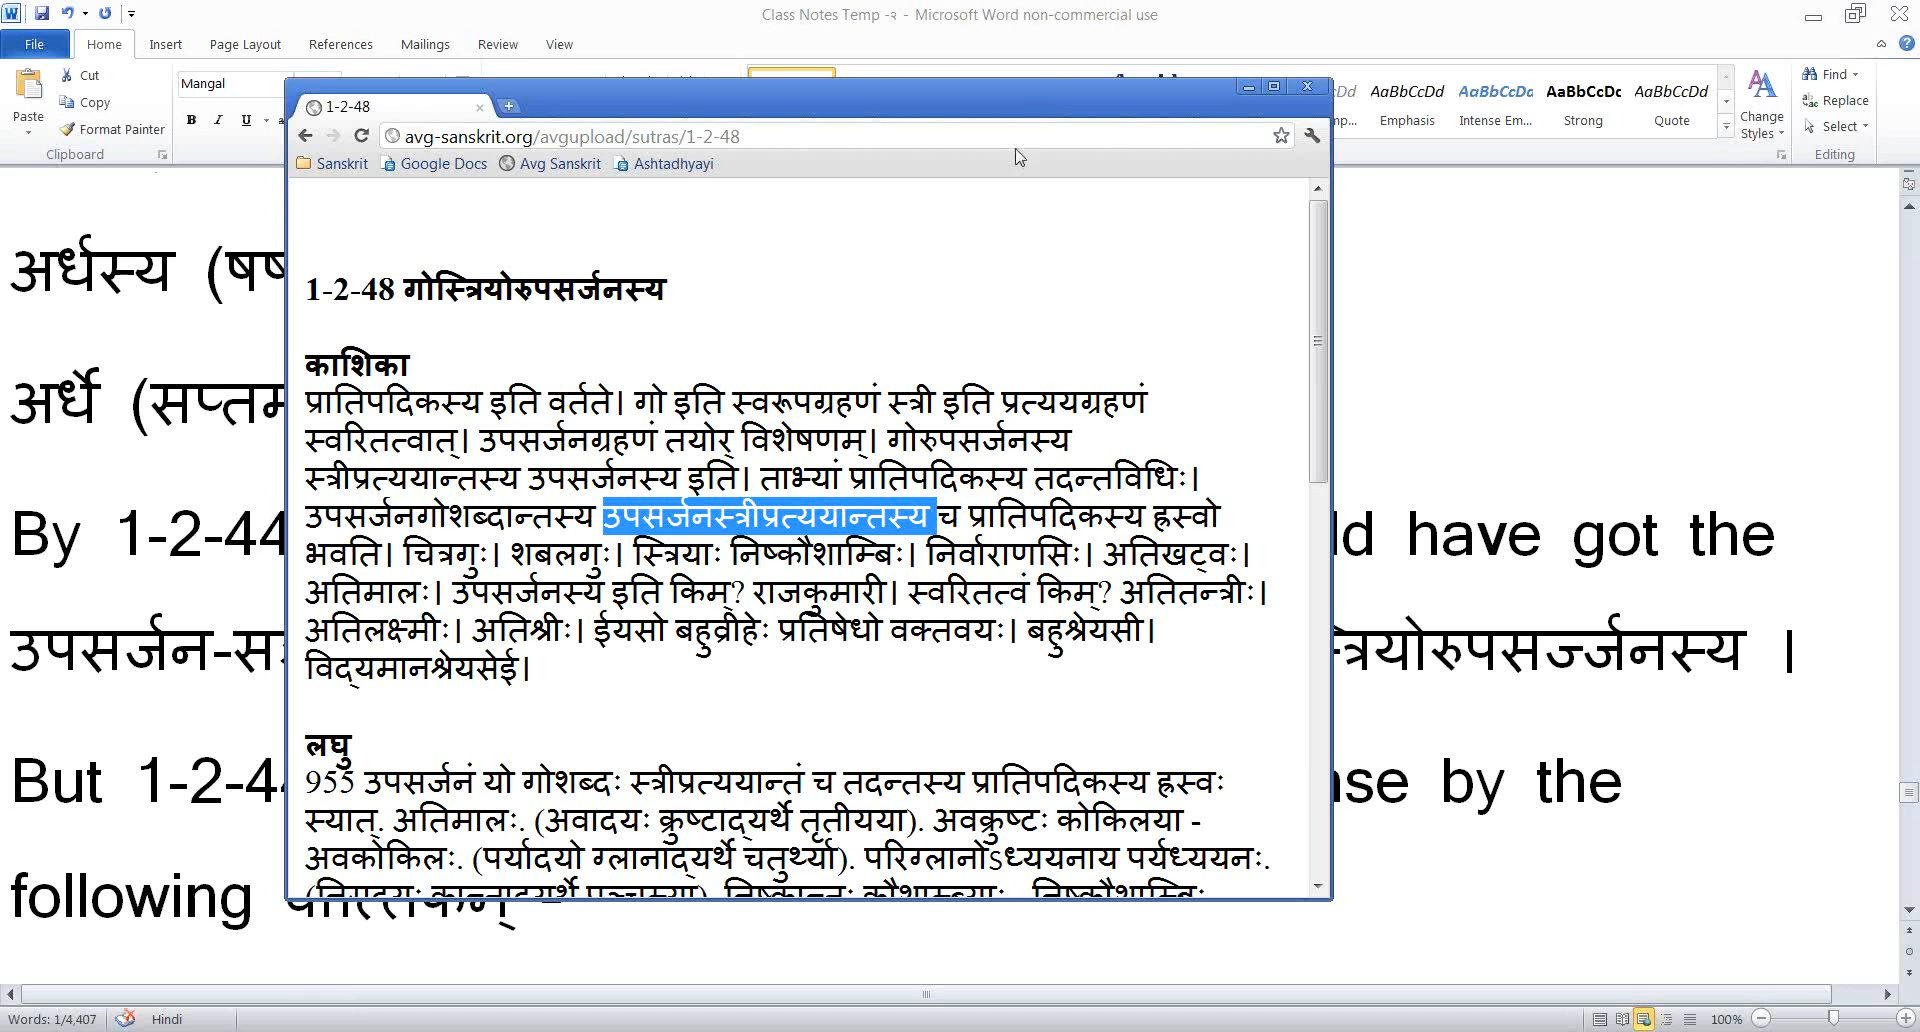 Class Notes Temp -२ - Microsoft Word non-commercial use
File Home Insert Page Layout References Mailings Review View
Paste
Cut
Copy
Format Painter
Clipboard
Mangal
B I U
AaBbCcDd AaBbCcDd AaBbCcDc AaBbCcDd
Emphasis Intense Em... Strong Quote
Change Styles
Find
Replace
Select
Editing
1-2-48
avg-sanskrit.org/avgupload/sutras/1-2-48
Sanskrit Google Docs Avg Sanskrit Ashtadhyayi
1-2-48 गोस्त्रियोरुपसर्जनस्य
काशिका
प्रातिपदिकस्य इति वर्तते। गो इति स्वरूपग्रहणं स्त्री इति प्रत्ययग्रहणं
स्वरितत्वात्। उपसर्जनग्रहणं तयोर् विशेषणम्। गोरुपसर्जनस्य
स्त्रीप्रत्ययान्तस्य उपसर्जनस्य इति। ताभ्यां प्रातिपदिकस्य तदन्तविधिः।
उपसर्जनगोशब्दान्तस्य उपसर्जनस्त्रीप्रत्ययान्तस्य च प्रातिपदिकस्य ह्रस्वो
भवति। चित्रगुः। शबलगुः। स्त्रियाः निष्कौशाम्बिः। निर्वाराणसिः। अतिखट्वः।
अतिमालः। उपसर्जनस्य इति किम्? राजकुमारी। स्वरितत्वं किम्? अतितन्त्रीः।
अतिलक्ष्मीः। अतिश्रीः। ईयसो बहुव्रीहेः प्रतिषेधो वक्तवयः। बहुश्रेयसी।
विद्यमानश्रेयसेई।
लघु
955 उपसर्जनं यो गोशब्दः स्त्रीप्रत्ययान्तं च तदन्तस्य प्रातिपदिकस्य ह्रस्वः
स्यात्. अतिमालः. (अवादयः क्रुष्टाद्यर्थे तृतीयया). अवक्रुष्टः कोकिलया -
अवकोकिलः. (पर्यादयो ग्लानाद्यर्थे चतुर्थ्या). परिग्लानोऽध्ययनाय पर्यध्ययनः.
अर्धस्य (षष
अर्धे (सप्तम
By 1-2-44 ld have got the
उपसर्जन-स स्त्रियोरुपसर्ज्जनस्य ।
But 1-2-44 nse by the
following
Words: 1/4,407 Hindi 100%